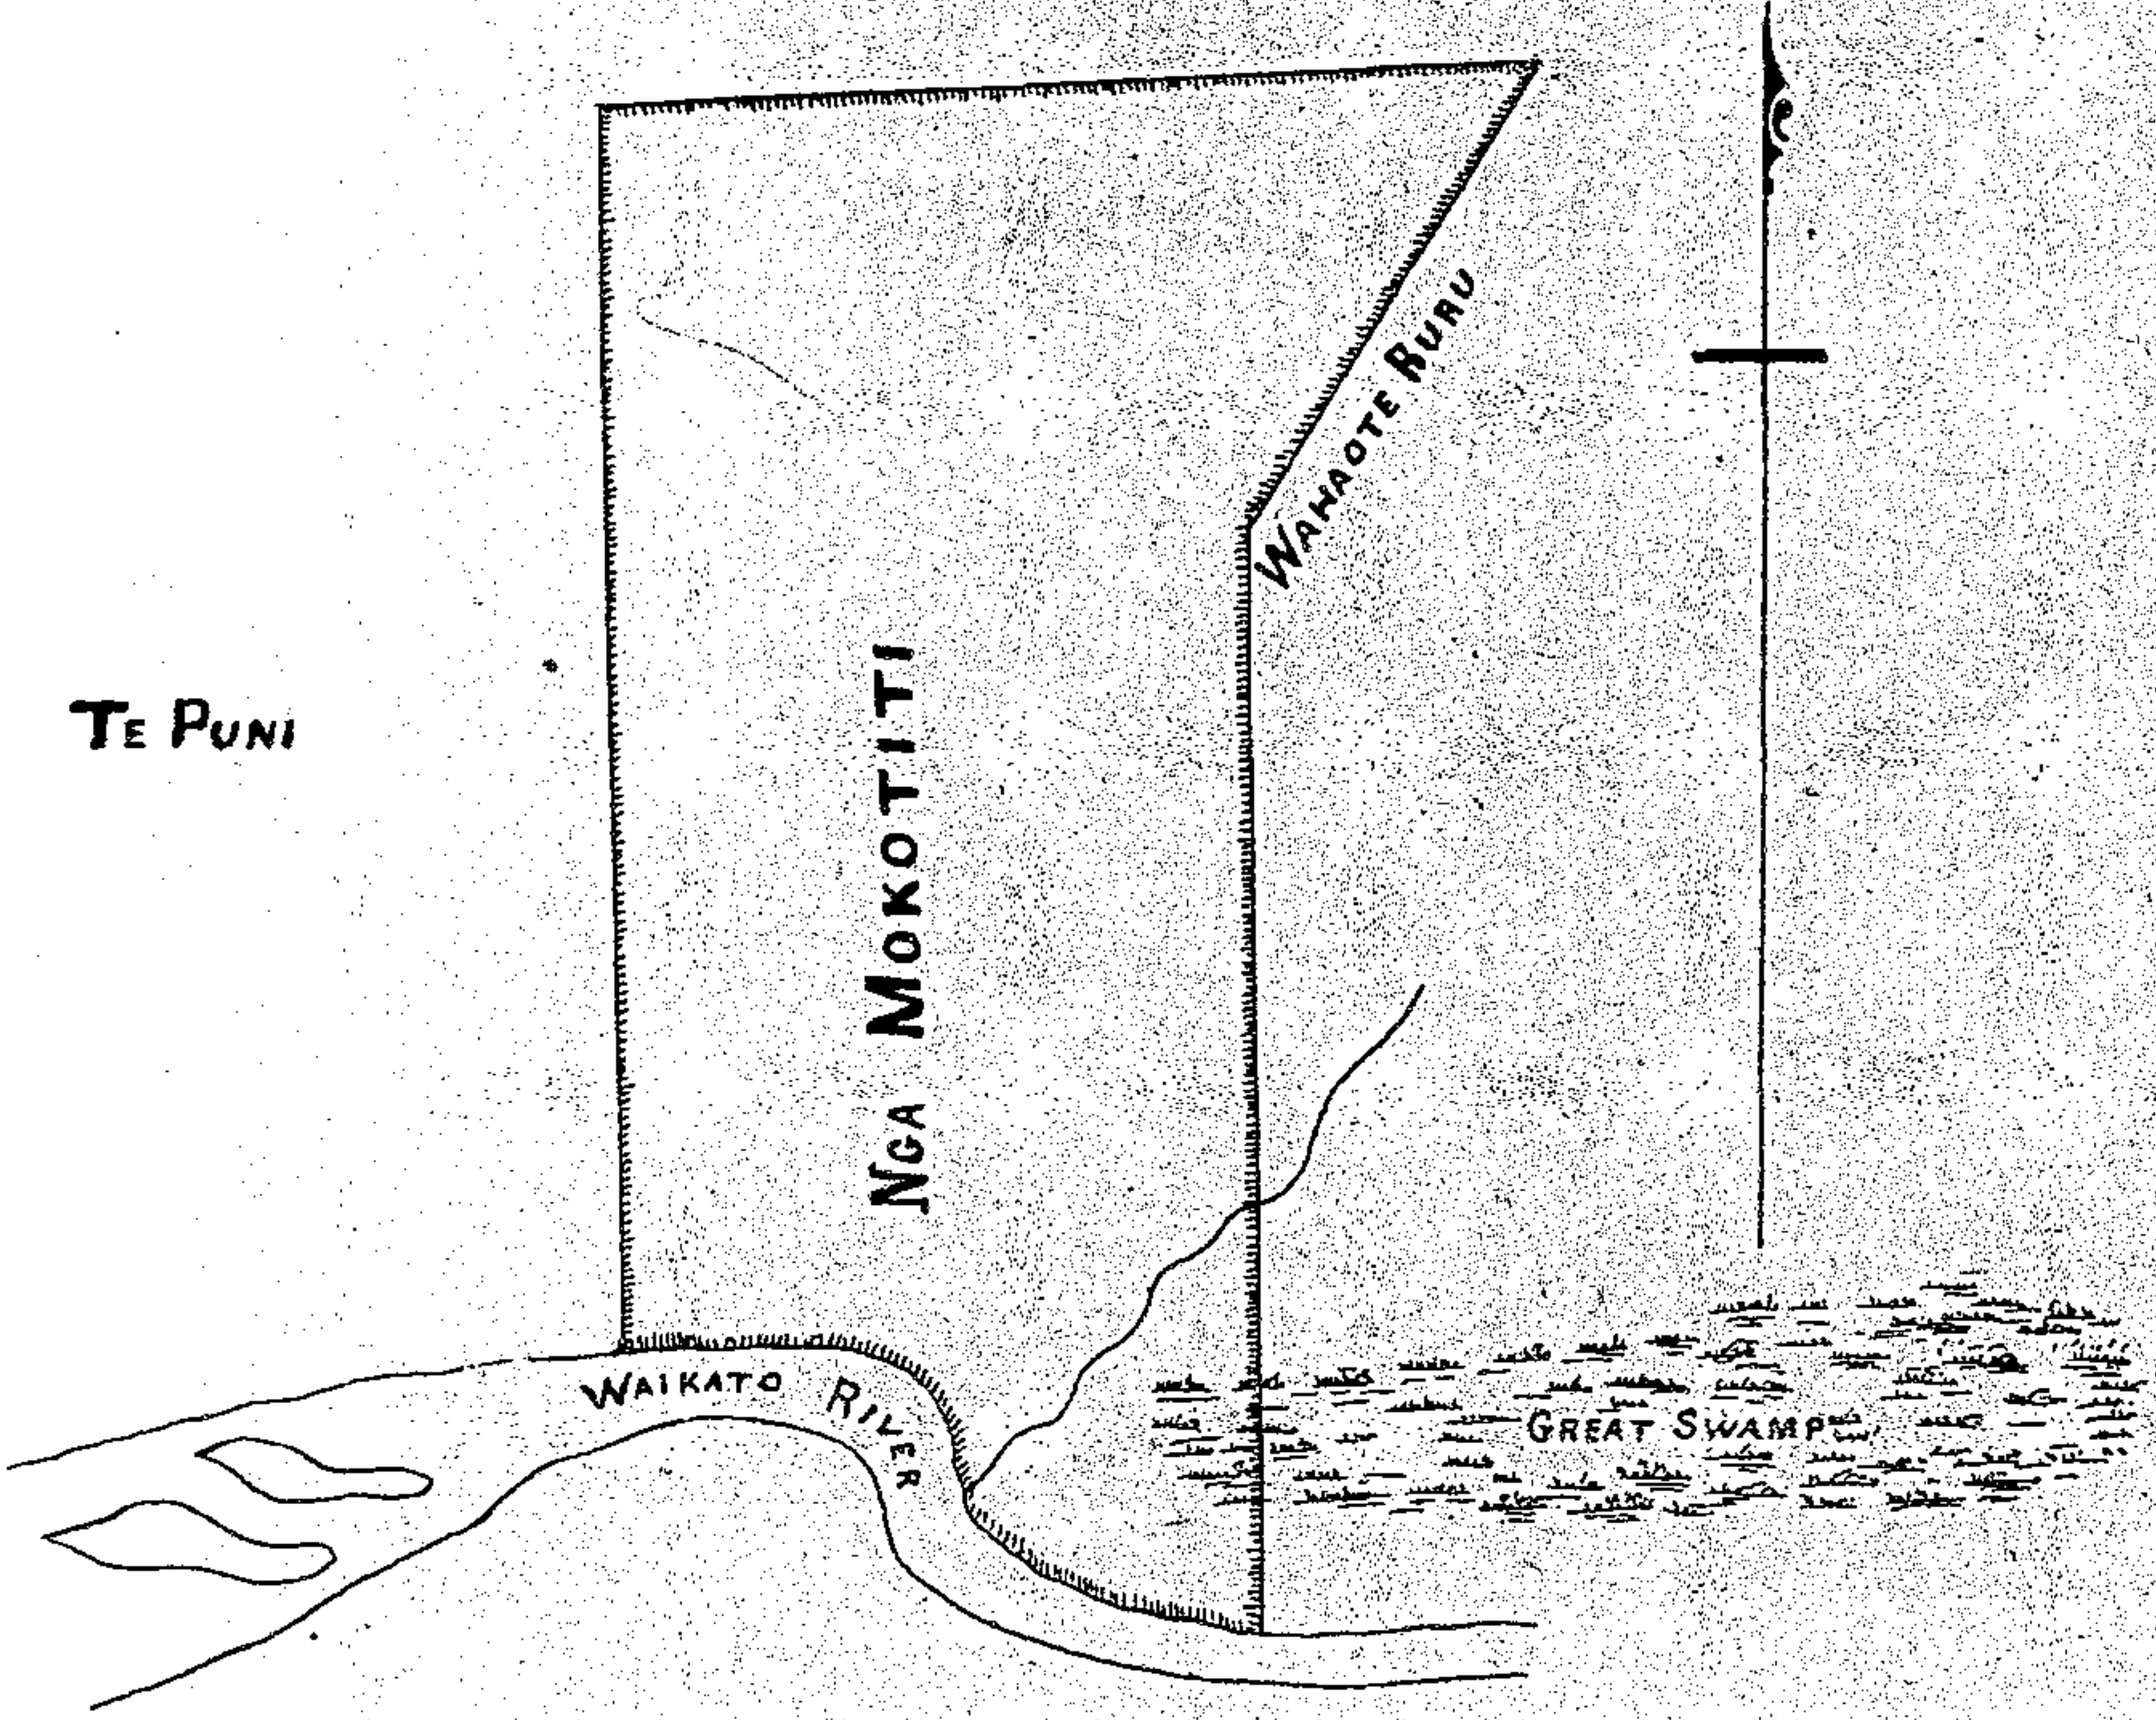 WAHAOTE RURU
TE PUNI
NGA MOKOTITI
WAIKATO RIVER
GREAT SWAMP